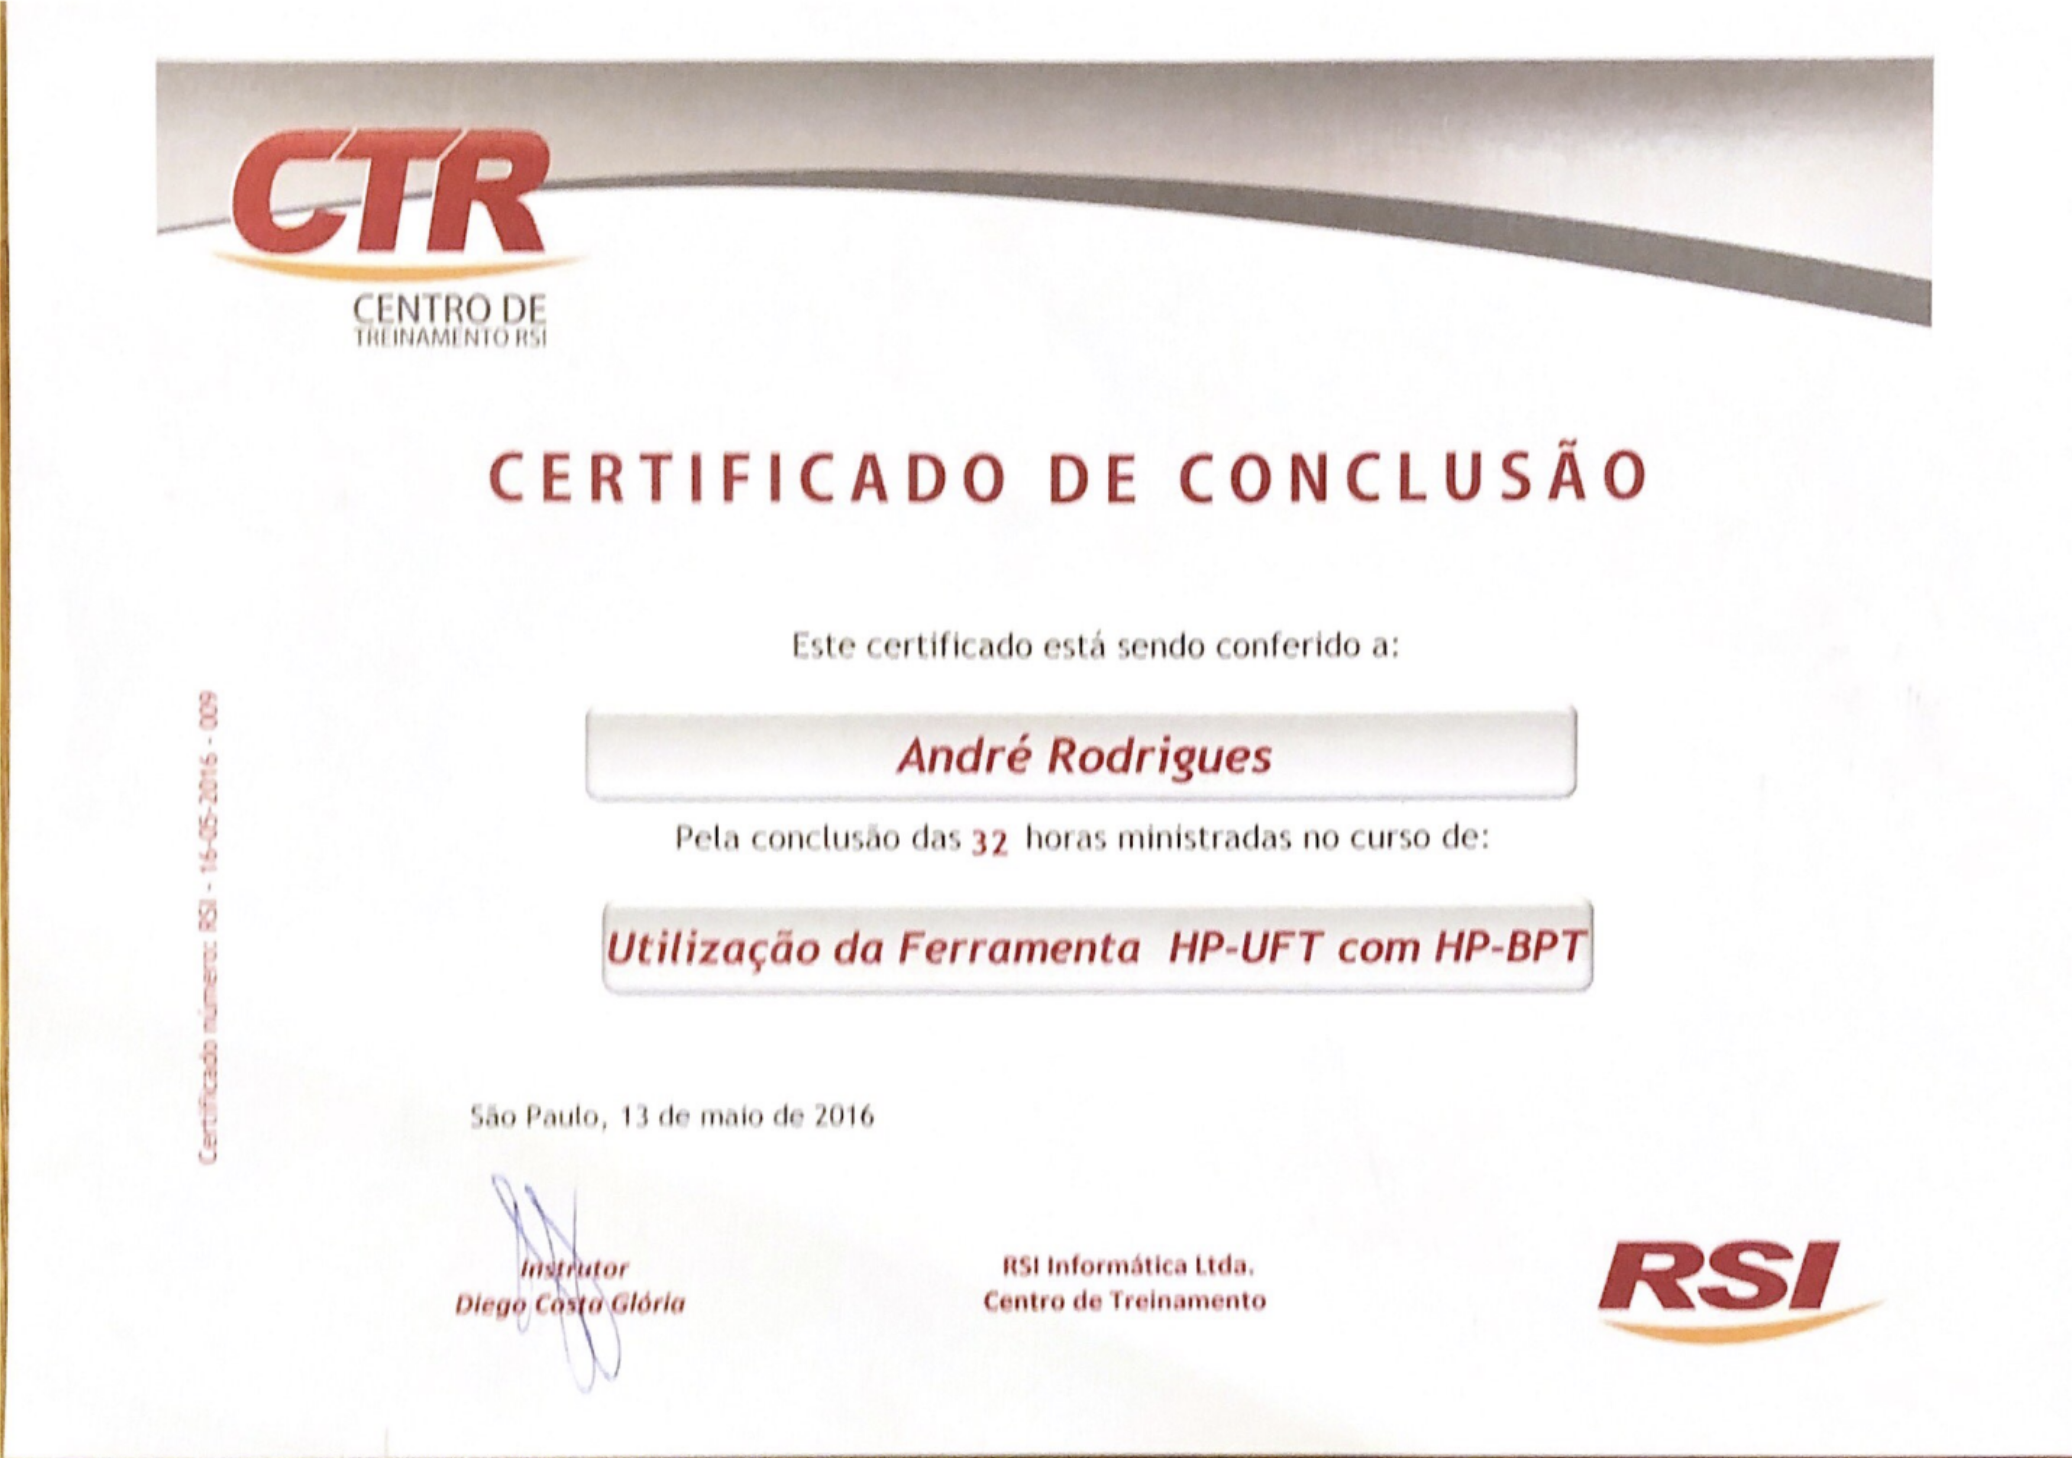 CTR
CENTRO DE
TREINAMENTO RSI
CERTIFICADO DE CONCLUSÃO
Este certificado está sendo conferido a:
André Rodrigues
Pela conclusão das 32 horas ministradas no curso de:
Utilização da Ferramenta HP-UFT com HP-BPT
Certificado número: RSI - 16-05-2016 - 009
São Paulo, 13 de maio de 2016
Instrutor
Diego Costa Glória
RSI Informática Ltda.
Centro de Treinamento
RSI